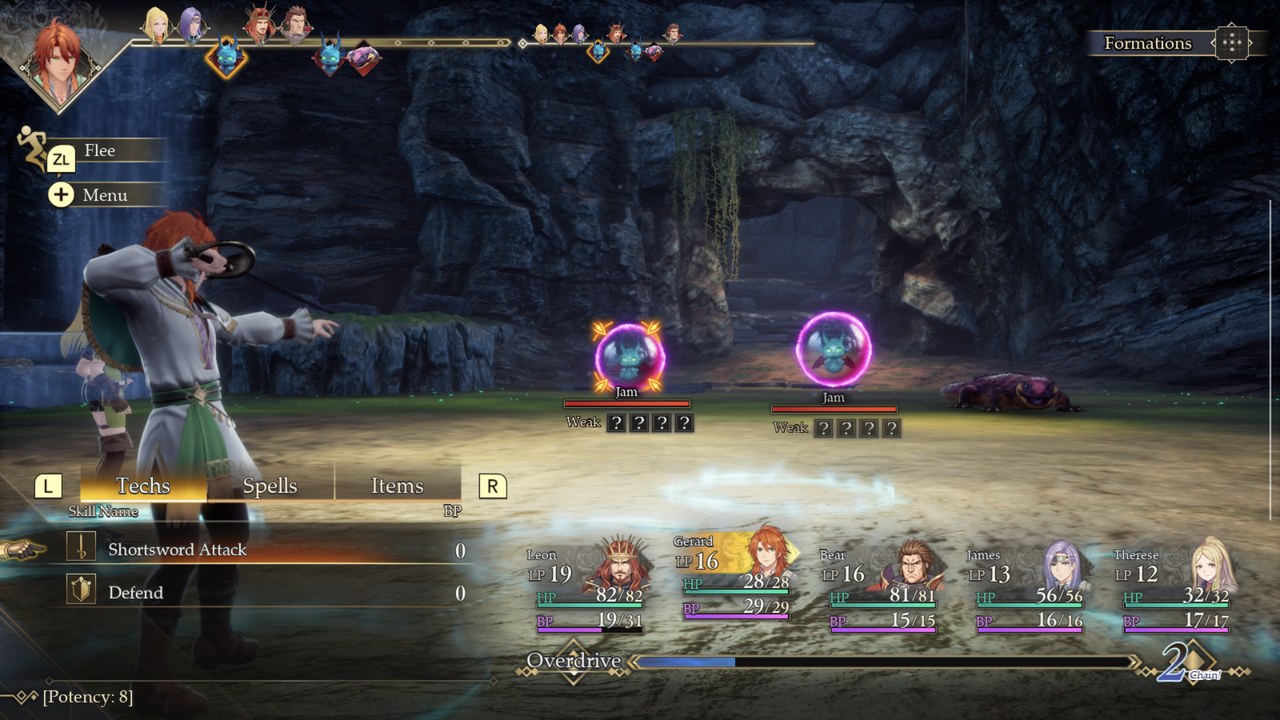 Formations
ZL Flee
+ Menu
Jam
Weak ? ? ? ?
Jam
Weak ? ? ? ?
L Techs Spells Items R
Skill Name BP
Shortsword Attack 0
Defend 0
Leon
LP 19
HP 82/82
BP 19/31
Gerard
LP 16
HP 28/28
BP 29/29
Bear
LP 16
HP 81/81
BP 15/15
James
LP 13
HP 56/56
BP 16/16
Therese
LP 12
HP 32/32
BP 17/17
Overdrive
2 Chain!
[Potency: 8]